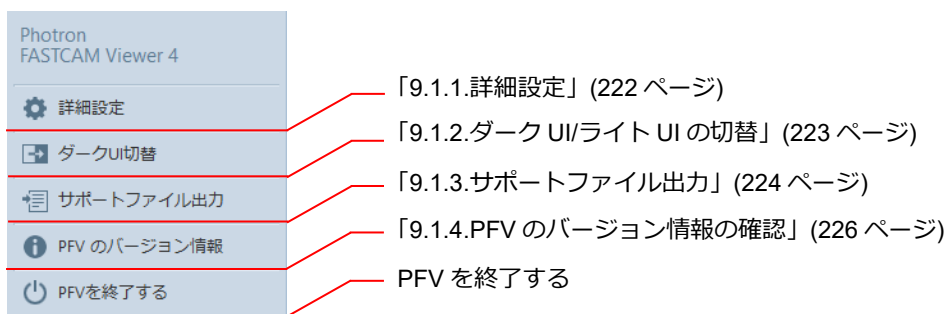 Photron
FASTCAM Viewer 4
詳細設定
ダークUI切替
サポートファイル出力
PFV のバージョン情報
PFVを終了する
「9.1.1.詳細設定」(222 ページ)
「9.1.2.ダーク UI/ライト UI の切替」(223 ページ)
「9.1.3.サポートファイル出力」(224 ページ)
「9.1.4.PFV のバージョン情報の確認」(226 ページ)
PFV を終了する